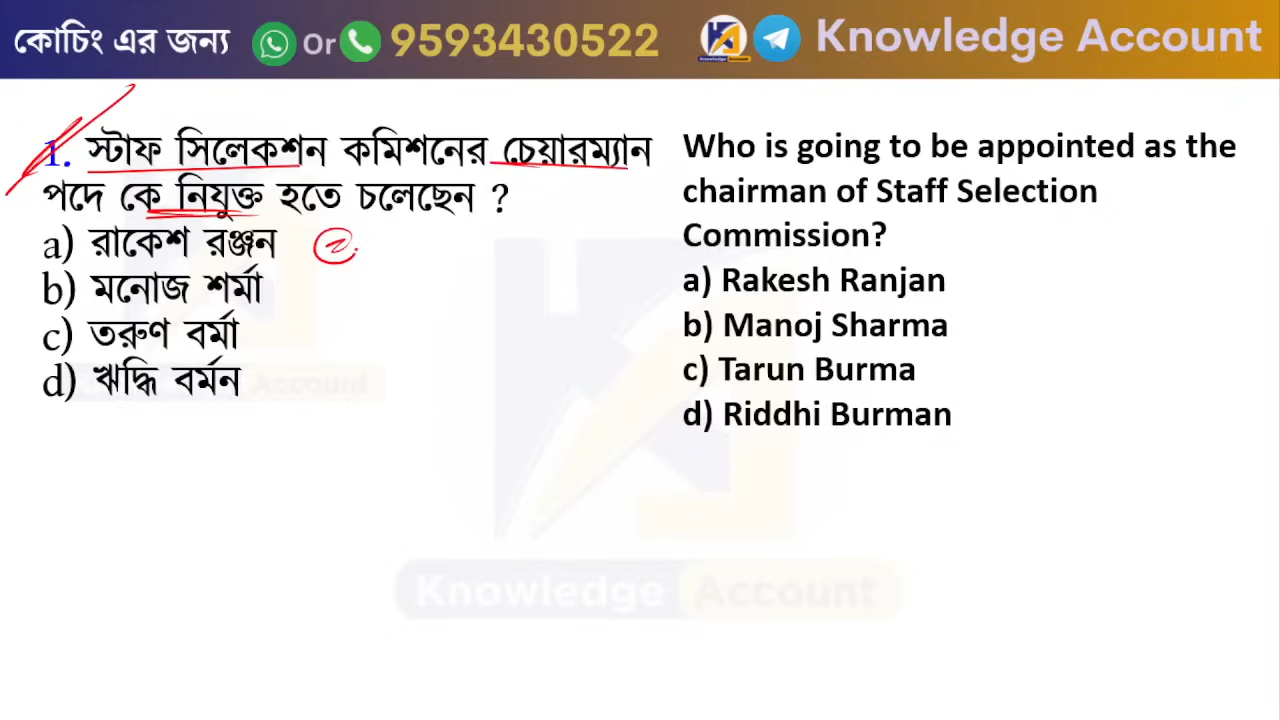 কোচিং এর জন্য Or 9593430522 Knowledge Account
1. স্টাফ সিলেকশন কমিশনের চেয়ারম্যান
পদে কে নিযুক্ত হতে চলেছেন ?
a) রাকেশ রঞ্জন
b) মনোজ শর্মা
c) তরুণ বর্মা
d) ঋদ্ধি বর্মন
Who is going to be appointed as the
chairman of Staff Selection
Commission?
a) Rakesh Ranjan
b) Manoj Sharma
c) Tarun Burma
d) Riddhi Burman
Knowledge Account